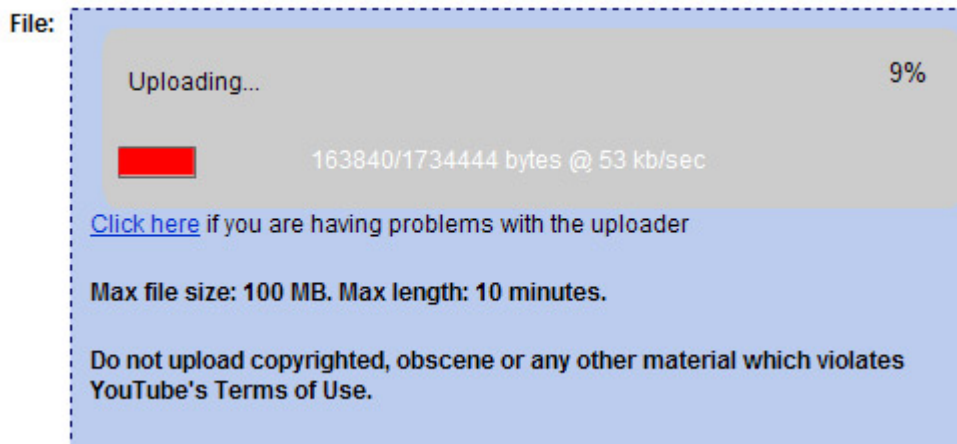 File:
Uploading...
9%
163840/1734444 bytes @ 53 kb/sec
Click here if you are having problems with the uploader
Max file size: 100 MB. Max length: 10 minutes.
Do not upload copyrighted, obscene or any other material which violates
YouTube's Terms of Use.